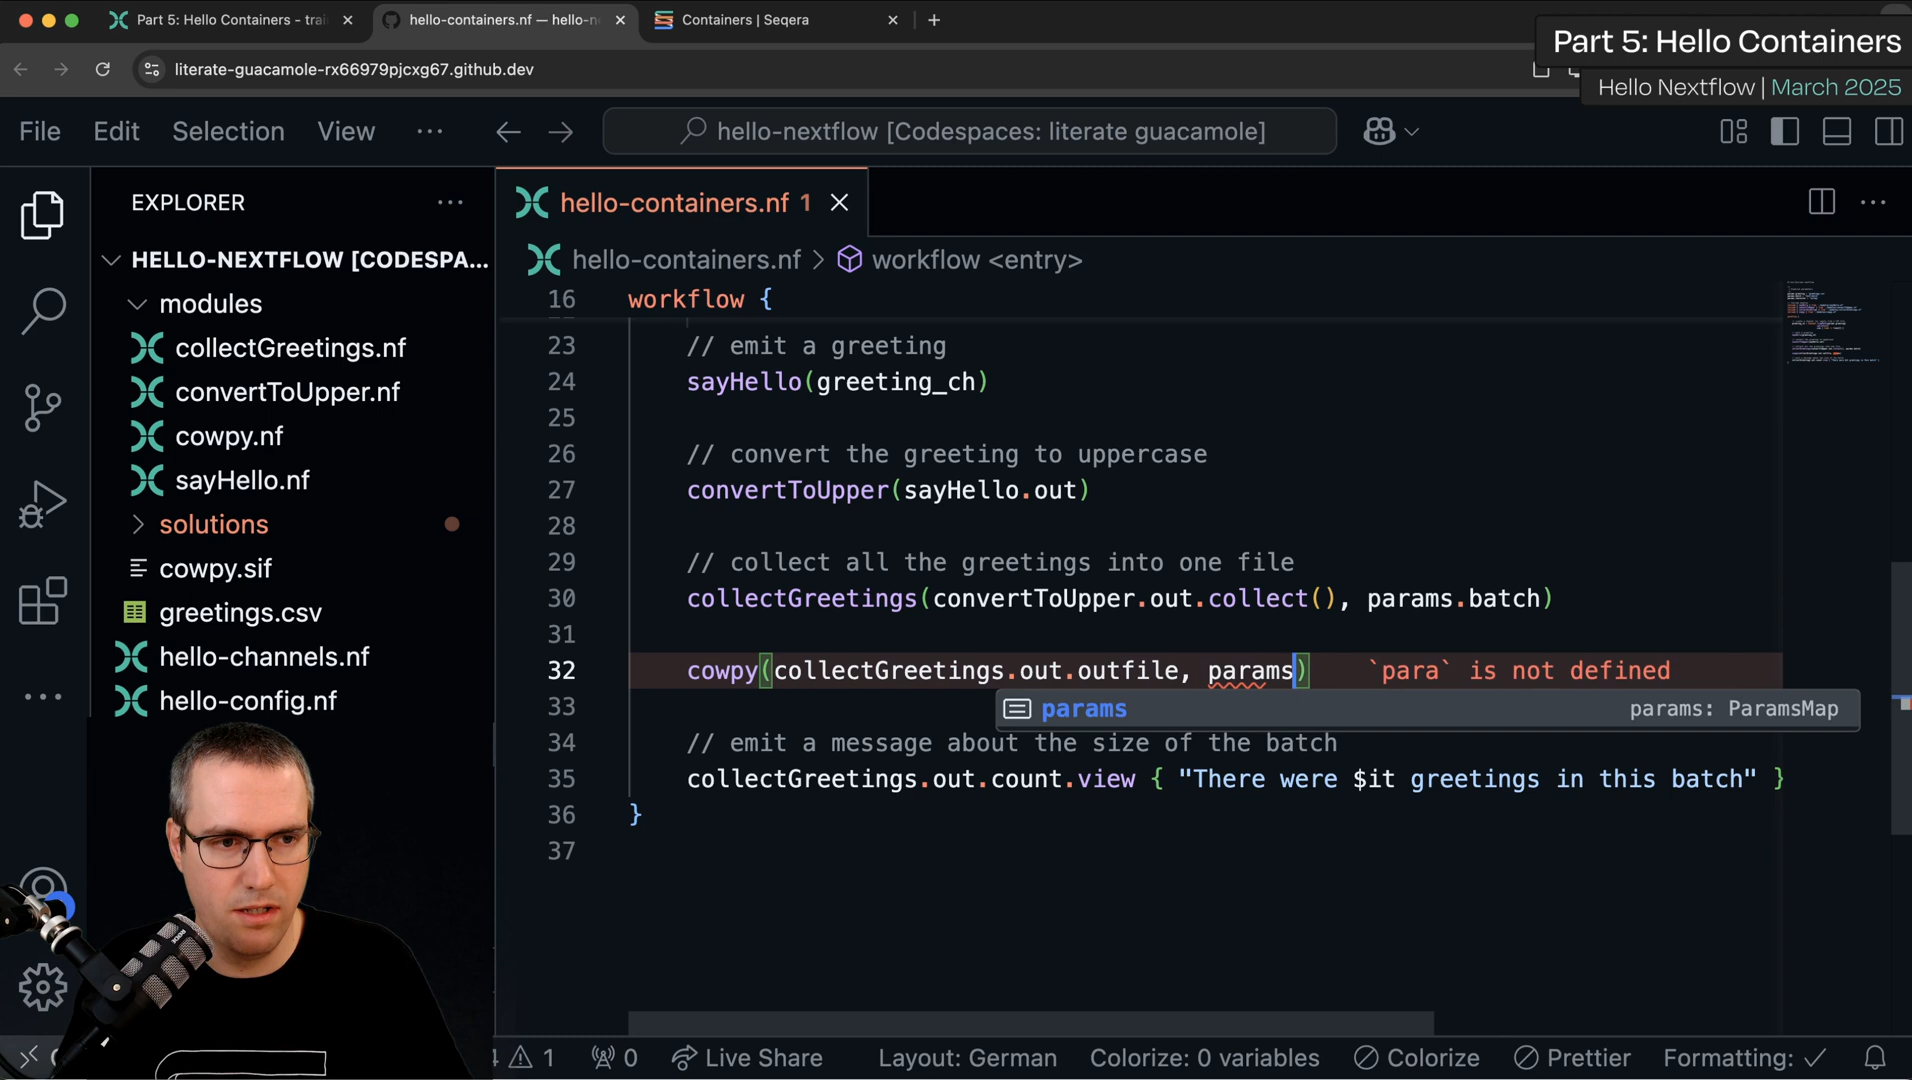 Part 5: Hello Containers - trai
hello-containers.nf — hello-n
Containers | Seqera
literate-guacamole-rx66979pjcxg67.github.dev
Part 5: Hello Containers
Hello Nextflow | March 2025
File Edit Selection View ···
hello-nextflow [Codespaces: literate guacamole]
EXPLORER
HELLO-NEXTFLOW [CODESPA...
modules
collectGreetings.nf
convertToUpper.nf
cowpy.nf
sayHello.nf
solutions
cowpy.sif
greetings.csv
hello-channels.nf
hello-config.nf
hello-containers.nf 1
hello-containers.nf > workflow <entry>
16 workflow {
23 // emit a greeting
24 sayHello(greeting_ch)
25
26 // convert the greeting to uppercase
27 convertToUpper(sayHello.out)
28
29 // collect all the greetings into one file
30 collectGreetings(convertToUpper.out.collect(), params.batch)
31
32 cowpy(collectGreetings.out.outfile, params) `para` is not defined
33
params params: ParamsMap
34 // emit a message about the size of the batch
35 collectGreetings.out.count.view { "There were $it greetings in this batch" }
36 }
37
RØDE
1 0 Live Share Layout: German Colorize: 0 variables Colorize Prettier Formatting: ✓